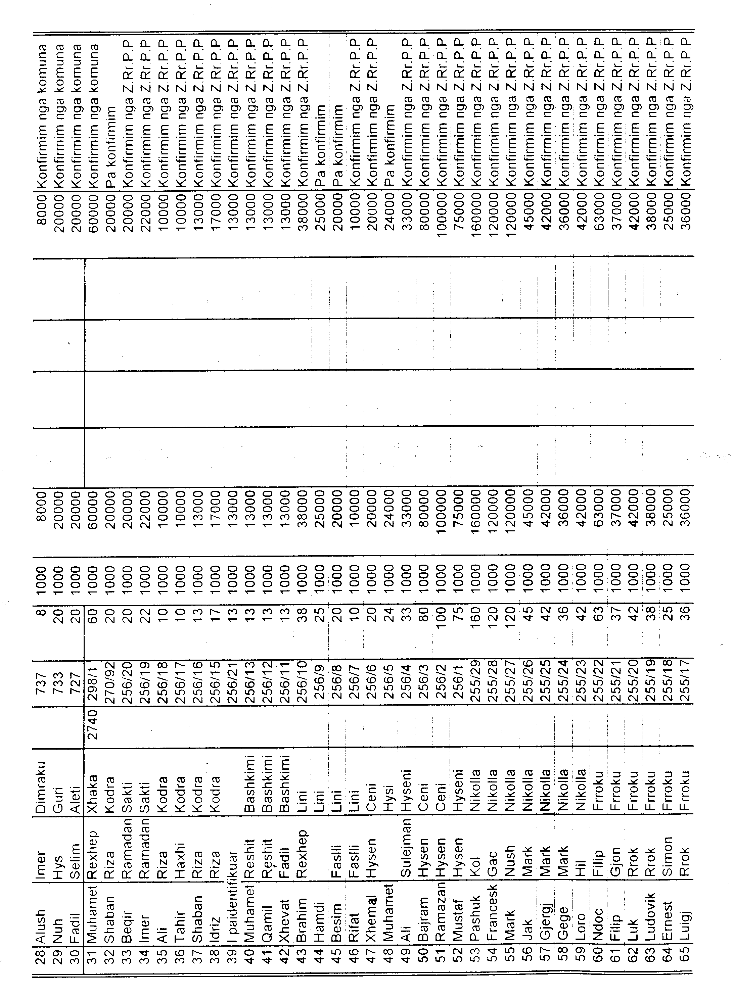 28 Alush Imer Dimraku 737 8 1000 8000 8000 Konfirmim nga komuna
29 Nuh Hys Guri 733 20 1000 20000 20000 Konfirmim nga komuna
30 Fadil Selim Aleti 727 20 1000 20000 20000 Konfirmim nga komuna
31 Muhamet Rexhep Xhaka 2740 298/1 60 1000 60000 60000 Konfirmim nga komuna
32 Shaban Riza Kodra 270/92 20 1000 20000 20000 Pa konfirmim
33 Beqir Ramadan Sakti 256/20 20 1000 20000 20000 Konfirmim nga Z.Rr.P.P
34 Imer Ramadan Sakti 256/19 22 1000 22000 22000 Konfirmim nga Z.Rr.P.P
35 Ali Riza Kodra 256/18 10 1000 10000 10000 Konfirmim nga Z.Rr.P.P
36 Tahir Haxhi Kodra 256/17 10 1000 10000 10000 Konfirmim nga Z.Rr.P.P
37 Shaban Riza Kodra 256/16 13 1000 13000 13000 Konfirmim nga Z.Rr.P.P
38 Idriz Riza Kodra 256/15 17 1000 17000 17000 Konfirmim nga Z.Rr.P.P
39 I paidentifikuar 256/21 13 1000 13000 13000 Konfirmim nga Z.Rr.P.P
40 Muhamet Reshit Bashkimi 256/13 13 1000 13000 13000 Konfirmim nga Z.Rr.P.P
41 Qamil Reshit Bashkimi 256/12 13 1000 13000 13000 Konfirmim nga Z.Rr.P.P
42 Xhevat Fadil Bashkimi 256/11 13 1000 13000 13000 Konfirmim nga Z.Rr.P.P
43 Brahim Rexhep Lini 256/10 38 1000 38000 38000 Konfirmim nga Z.Rr.P.P
44 Hamdi Lini 256/9 25 1000 25000 25000 Pa konfirmim
45 Besim Faslli Lini 256/8 20 1000 20000 20000 Pa konfirmim
46 Rifat Faslli Lini 256/7 10 1000 10000 10000 Konfirmim nga Z.Rr.P.P
47 Xhemal Hysen Ceni 256/6 20 1000 20000 20000 Konfirmim nga Z.Rr.P.P
48 Muhamet Hysi 256/5 24 1000 24000 24000 Pa konfirmim
49 Ali Sulejman Hyseni 256/4 33 1000 33000 33000 Konfirmim nga Z.Rr.P.P
50 Bajram Hysen Ceni 256/3 80 1000 80000 80000 Konfirmim nga Z.Rr.P.P
51 Ramazan Hysen Ceni 256/2 100 1000 100000 100000 Konfirmim nga Z.Rr.P.P
52 Mustaf Hysen Hyseni 256/1 75 1000 75000 75000 Konfirmim nga Z.Rr.P.P
53 Pashuk Kol Nikolla 255/29 160 1000 160000 160000 Konfirmim nga Z.Rr.P.P
54 Francesk Gac Nikolla 255/28 120 1000 120000 120000 Konfirmim nga Z.Rr.P.P
55 Mark Nush Nikolla 255/27 120 1000 120000 120000 Konfirmim nga Z.Rr.P.P
56 Jak Mark Nikolla 255/26 45 1000 45000 45000 Konfirmim nga Z.Rr.P.P
57 Gjergj Mark Nikolla 255/25 42 1000 42000 42000 Konfirmim nga Z.Rr.P.P
58 Gege Mark Nikolla 255/24 36 1000 36000 36000 Konfirmim nga Z.Rr.P.P
59 Loro Hil Nikolla 255/23 42 1000 42000 42000 Konfirmim nga Z.Rr.P.P
60 Ndoc Filip Frroku 255/22 63 1000 63000 63000 Konfirmim nga Z.Rr.P.P
61 Filip Gjon Frroku 255/21 37 1000 37000 37000 Konfirmim nga Z.Rr.P.P
62 Luk Rrok Frroku 255/20 42 1000 42000 42000 Konfirmim nga Z.Rr.P.P
63 Ludovik Rrok Frroku 255/19 38 1000 38000 38000 Konfirmim nga Z.Rr.P.P
64 Ernest Simon Frroku 255/18 25 1000 25000 25000 Konfirmim nga Z.Rr.P.P
65 Luigj Rrok Frroku 255/17 36 1000 36000 36000 Konfirmim nga Z.Rr.P.P